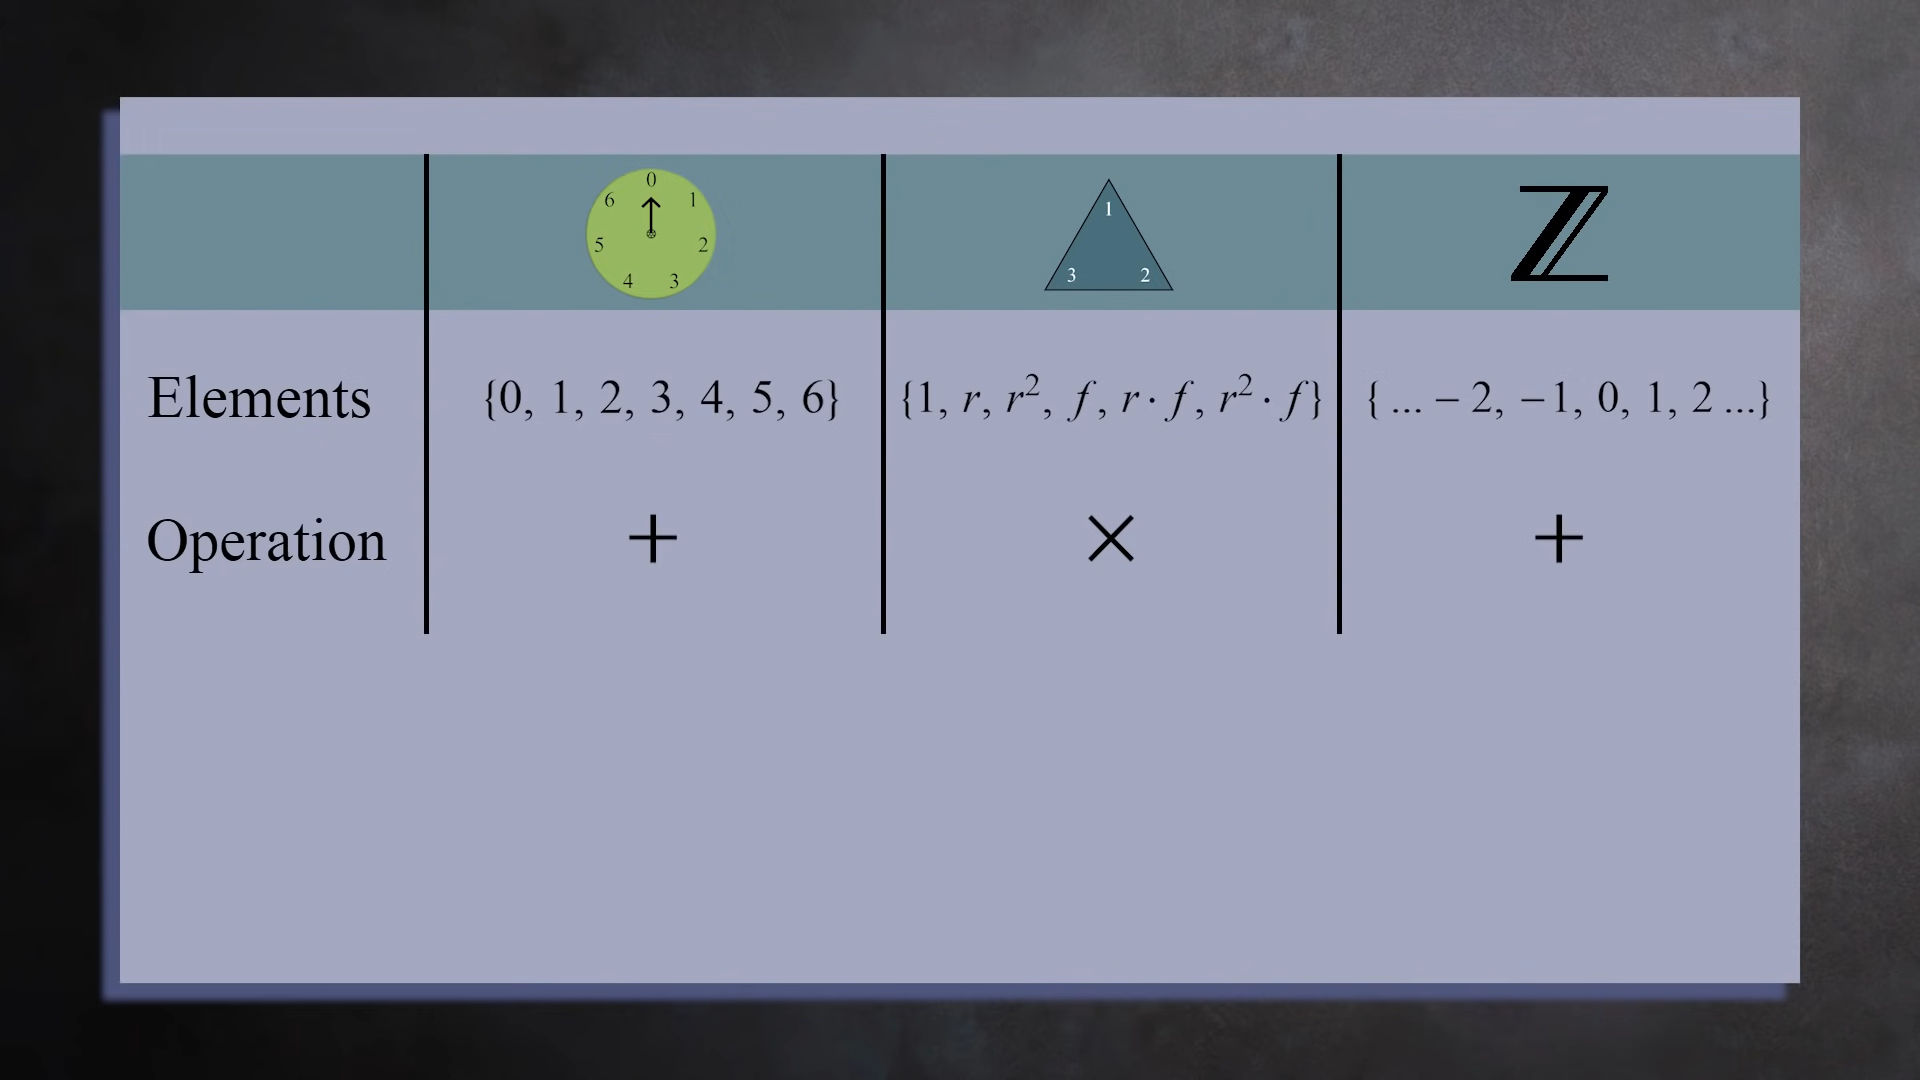 0
6 1
5 2
4 3
1
3 2
ℤ
Elements {0, 1, 2, 3, 4, 5, 6} {1, r, r², f, r · f, r² · f} { ... − 2, −1, 0, 1, 2 ...}
Operation + × +